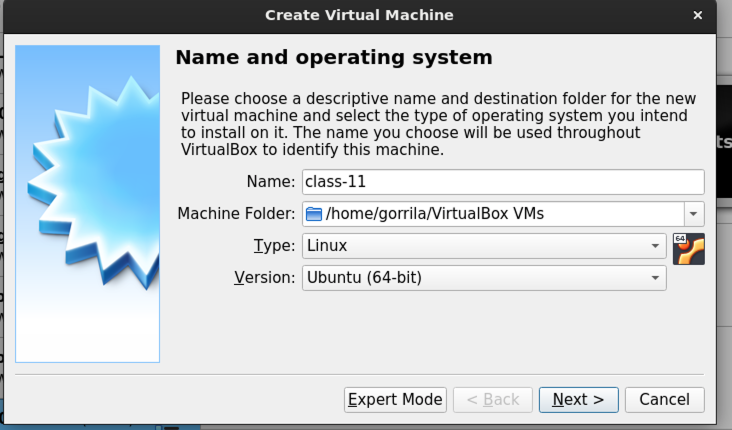 Create Virtual Machine
Name and operating system
Please choose a descriptive name and destination folder for the new
virtual machine and select the type of operating system you intend
to install on it. The name you choose will be used throughout
VirtualBox to identify this machine.
Name: class-11
Machine Folder: /home/gorrila/VirtualBox VMs
Type: Linux
64
Version: Ubuntu (64-bit)
Expert Mode < Back Next > Cancel